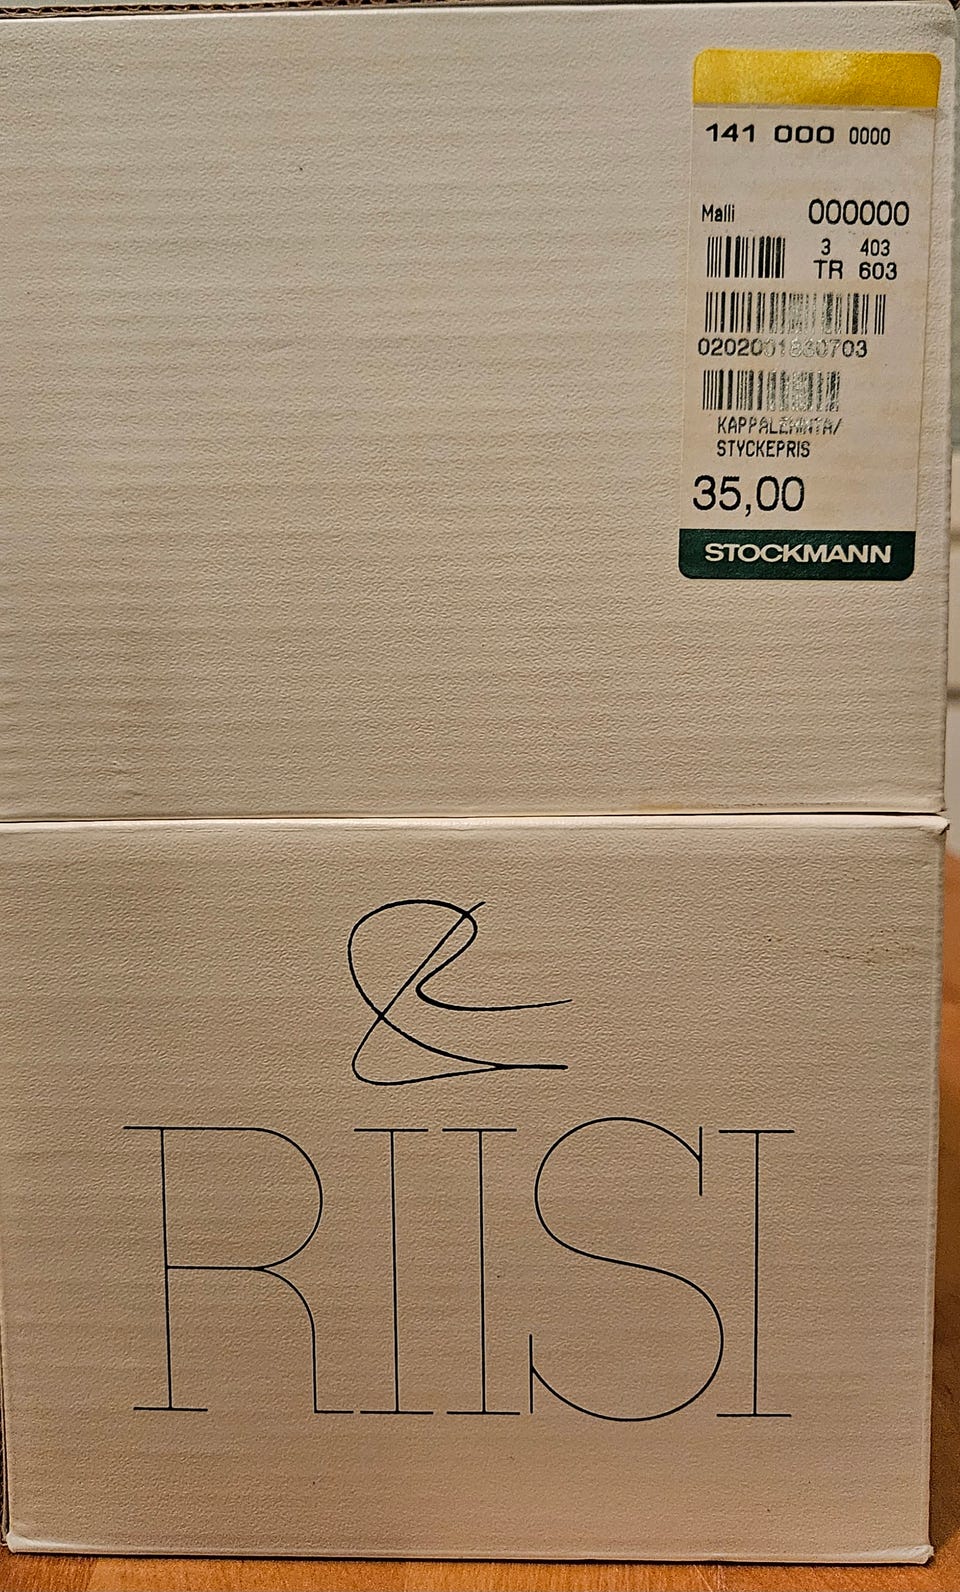 141 000 0000
Malli 000000
3 403
TR 603
0202001830703
KAPPALEHINTA/
STYCKEPRIS
35,00
STOCKMANN
RIISI